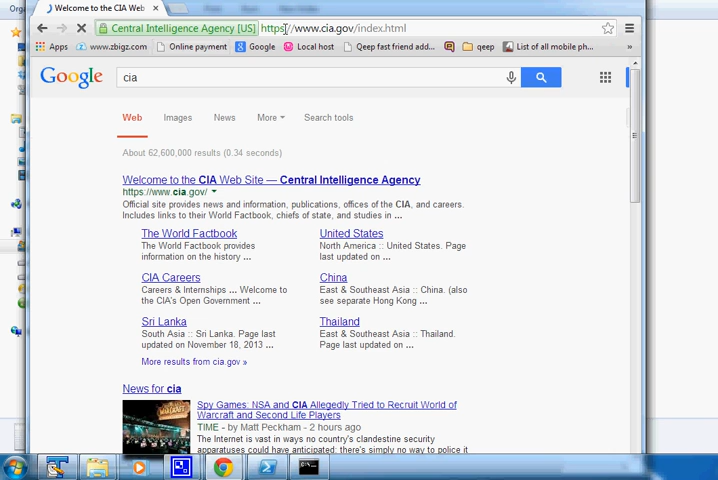 Welcome to the CIA Web
Central Intelligence Agency [US] https://www.cia.gov/index.html
Apps www.zbigz.com Online payment Google Local host Qeep fast friend add... qeep List of all mobile ph...
Google cia
Web Images News More Search tools
About 62,600,000 results (0.34 seconds)
Welcome to the CIA Web Site — Central Intelligence Agency
https://www.cia.gov/
Official site provides news and information, publications, offices of the CIA, and careers.
Includes links to their World Factbook, chiefs of state, and studies in ...
The World Factbook
The World Factbook provides
information on the history ...
United States
North America :: United States. Page
last updated on ...
CIA Careers
Careers & Internships ... Welcome to
the CIA's Open Government ...
China
East & Southeast Asia :: China. (also
see separate Hong Kong ...
Sri Lanka
South Asia :: Sri Lanka. Page last
updated on November 18, 2013 ...
Thailand
East & Southeast Asia :: Thailand.
Page last updated on ...
More results from cia.gov »
News for cia
Spy Games: NSA and CIA Allegedly Tried to Recruit World of
Warcraft and Second Life Players
TIME - by Matt Peckham - 2 hours ago
The Internet is vast in ways no country's clandestine security
apparatuses could have anticipated: there's simply no way to police it